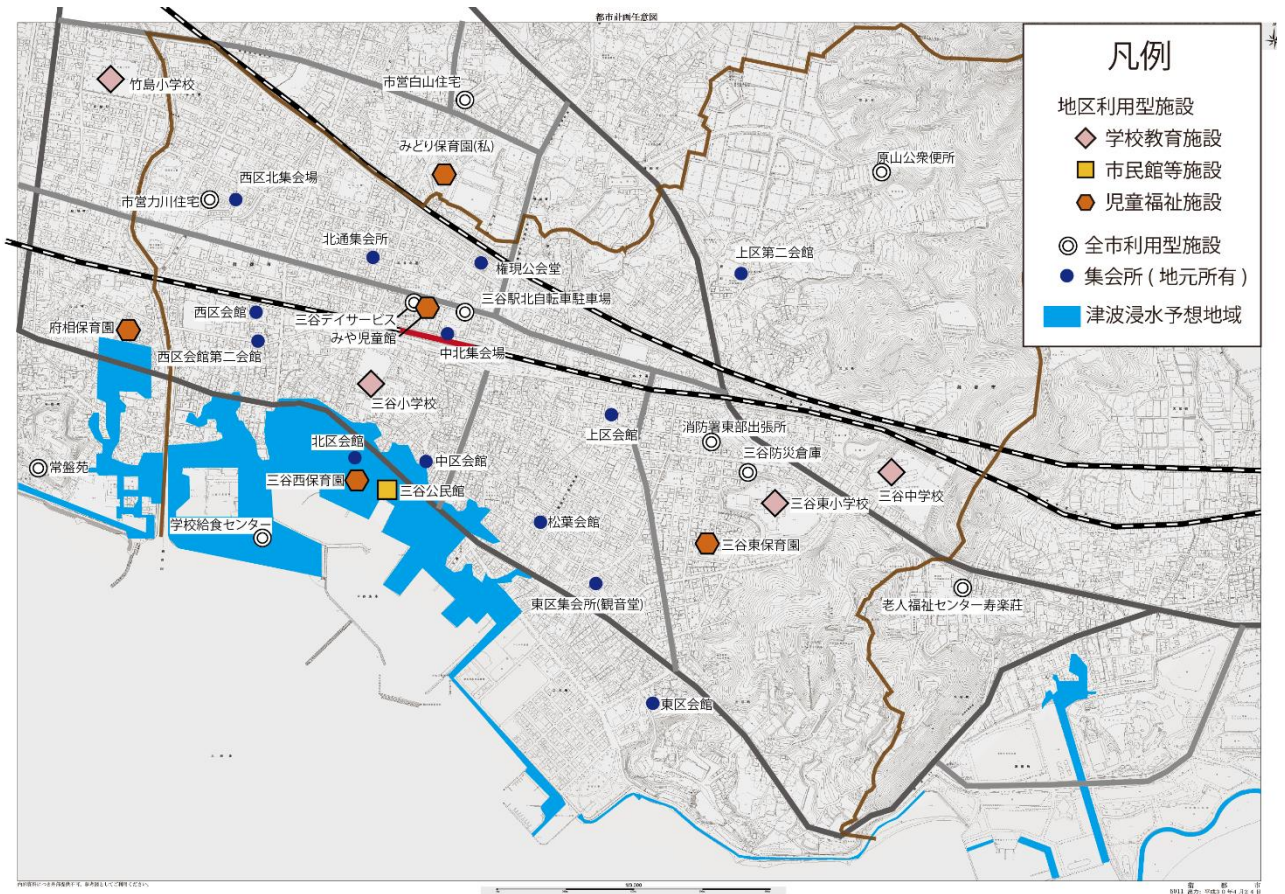 都市計画任意図
凡例
地区利用型施設
学校教育施設
市民館等施設
児童福祉施設
全市利用型施設
集会所(地元所有)
津波浸水予想地域
竹島小学校
市営白山住宅
みどり保育園(私)
原山公衆便所
西区北集会場
市営力川住宅
北通集会所
権現公会堂
上区第二会館
三谷駅北自転車駐車場
西区会館
三谷デイサービス
みや児童館
府相保育園
西区会館第二会館
中北集会場
三谷小学校
上区会館
消防署東部出張所
北区会館
中区会館
三谷防災倉庫
常盤苑
三谷西保育園
三谷公民館
三谷中学校
三谷東小学校
学校給食センター
松葉会館
三谷東保育園
東区集会所(観音堂)
老人福祉センター寿楽荘
東区会館